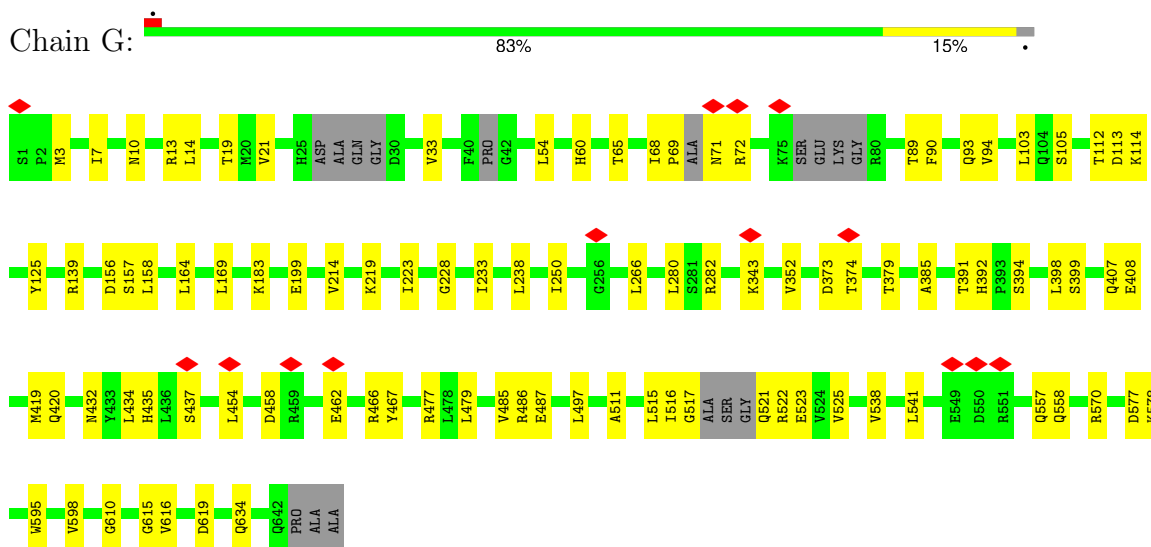 Chain G:
83% 15%
S1 P2 M3 I7 N10 R13 L14 T19 M20 V21 H25 ASP ALA GLN GLY D30 V33 F40 PRO G42 L54 H60 T65 I68 P69 ALA N71 R72 K75 SER GLU LYS GLY R80 T89 F90 Q93 V94 L103 Q104 S105 T112 D113 K114
Y125 R139 D156 S157 L158 L164 L169 K183 E199 V214 K219 I223 G228 I233 L238 I250 G256 L266 L280 S281 R282 K343 V352 D373 T374 T379 A385 T391 H392 P393 S394 L398 S399 Q407 E408
M419 Q420 N432 Y433 L434 H435 L436 S437 L454 D458 R459 E462 R466 Y467 R477 L478 L479 V485 R486 E487 L497 A511 L515 I516 G517 ALA SER GLY Q521 R522 E523 V524 V525 V538 L541 E549 D550 R551 Q557 Q558 R570 D577
W595 V598 G610 G615 V616 D619 Q634 Q642 PRO ALA ALA